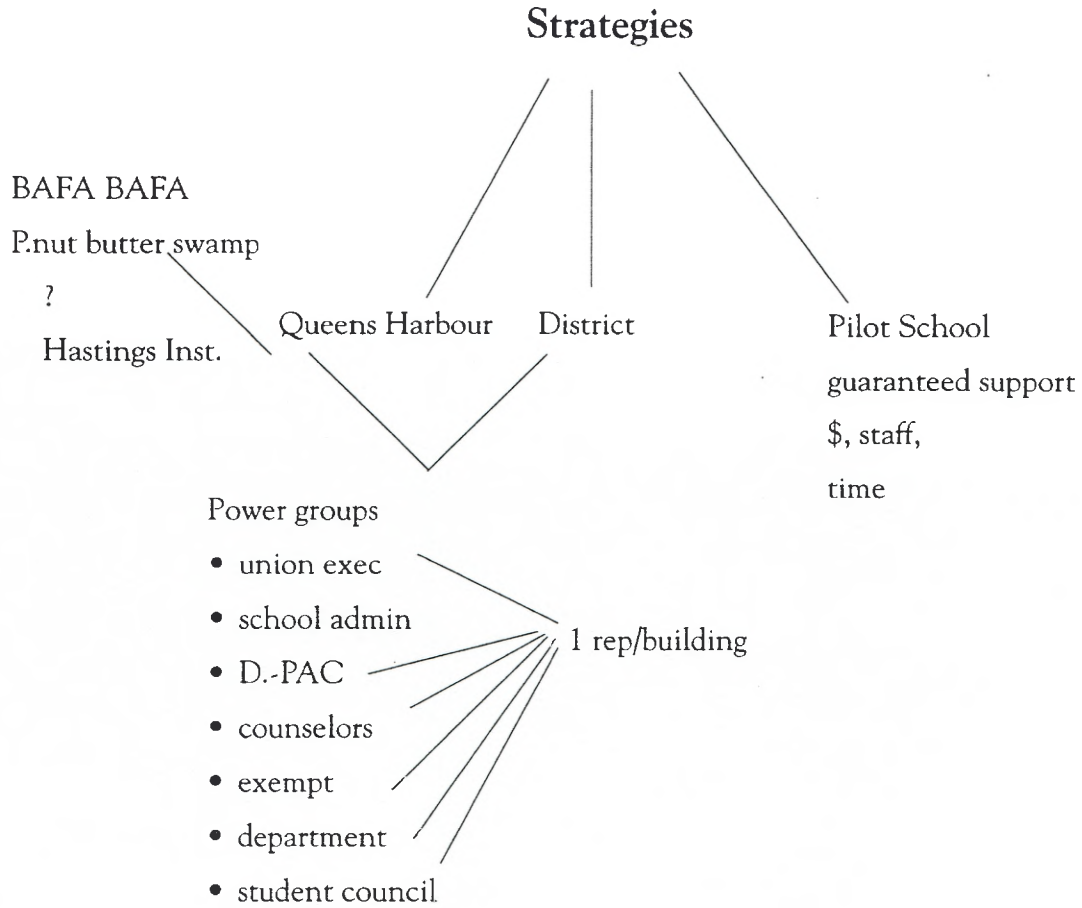 Strategies
BAFA BAFA
P.nut butter swamp
?
Hastings Inst.
Queens Harbour
District
Pilot School
guaranteed support
$, staff,
time
Power groups
• union exec
• school admin
• D.-PAC
• counselors
• exempt
• department
• student council
1 rep/building